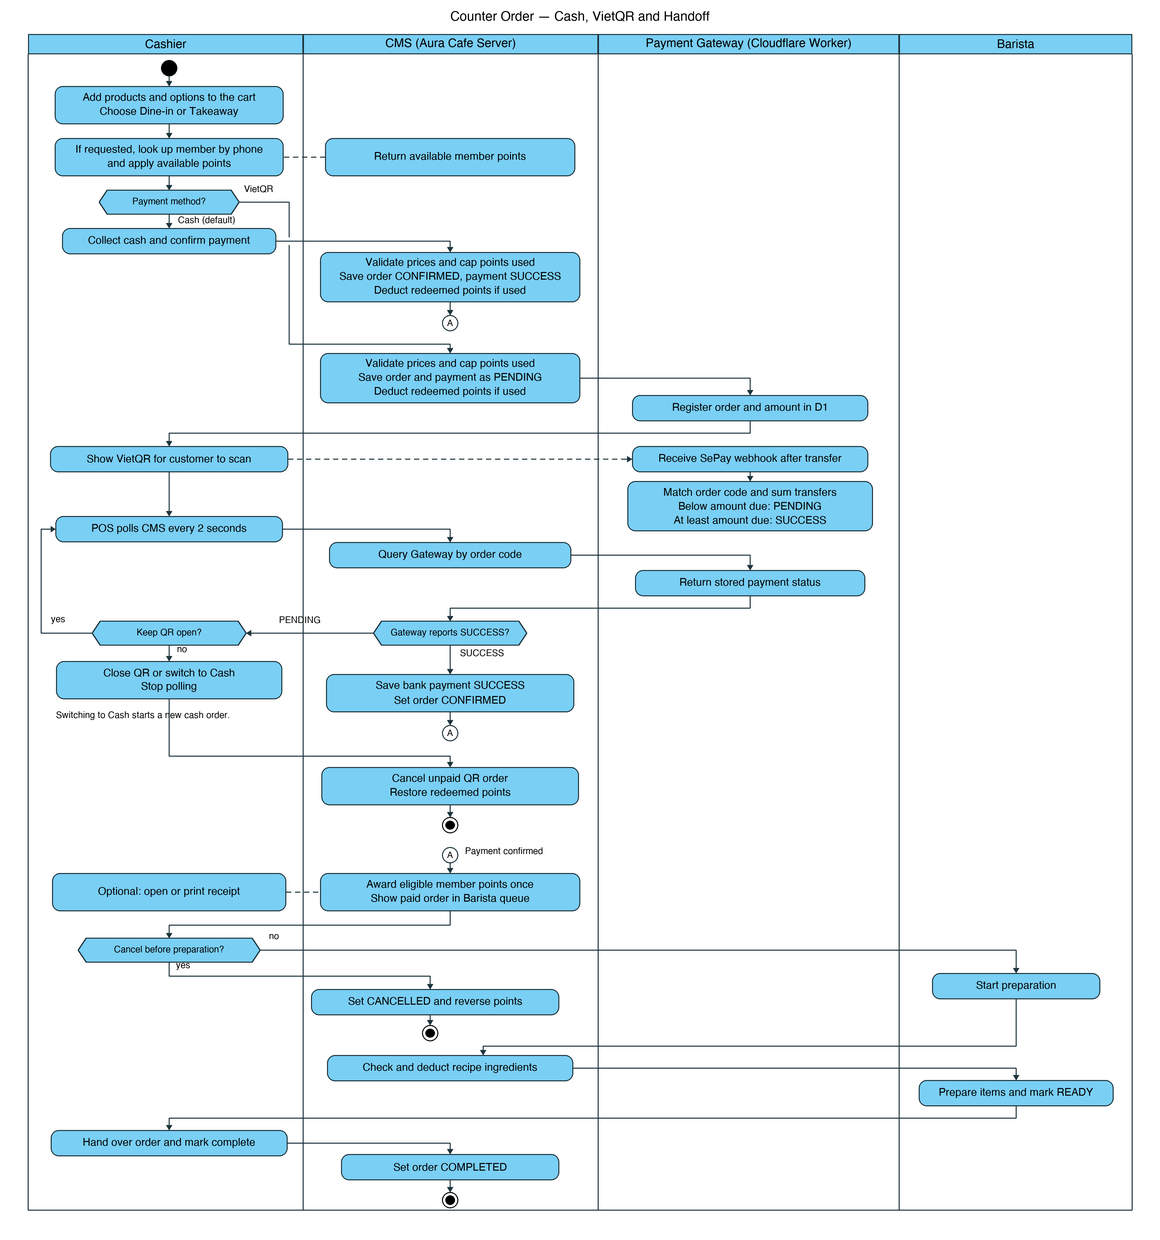 Counter Order — Cash, VietQR and Handoff
Cashier
CMS (Aura Cafe Server)
Payment Gateway (Cloudflare Worker)
Barista
Add products and options to the cart
Choose Dine-in or Takeaway
If requested, look up member by phone
and apply available points
Return available member points
Payment method?
VietQR
Cash (default)
Collect cash and confirm payment
Validate prices and cap points used
Save order CONFIRMED, payment SUCCESS
Deduct redeemed points if used
A
Validate prices and cap points used
Save order and payment as PENDING
Deduct redeemed points if used
Register order and amount in D1
Show VietQR for customer to scan
Receive SePay webhook after transfer
Match order code and sum transfers
Below amount due: PENDING
At least amount due: SUCCESS
POS polls CMS every 2 seconds
Query Gateway by order code
Return stored payment status
yes
Keep QR open?
PENDING
Gateway reports SUCCESS?
no
SUCCESS
Close QR or switch to Cash
Stop polling
Save bank payment SUCCESS
Set order CONFIRMED
Switching to Cash starts a new cash order.
A
Cancel unpaid QR order
Restore redeemed points
A
Payment confirmed
Optional: open or print receipt
Award eligible member points once
Show paid order in Barista queue
Cancel before preparation?
no
yes
Start preparation
Set CANCELLED and reverse points
Check and deduct recipe ingredients
Prepare items and mark READY
Hand over order and mark complete
Set order COMPLETED